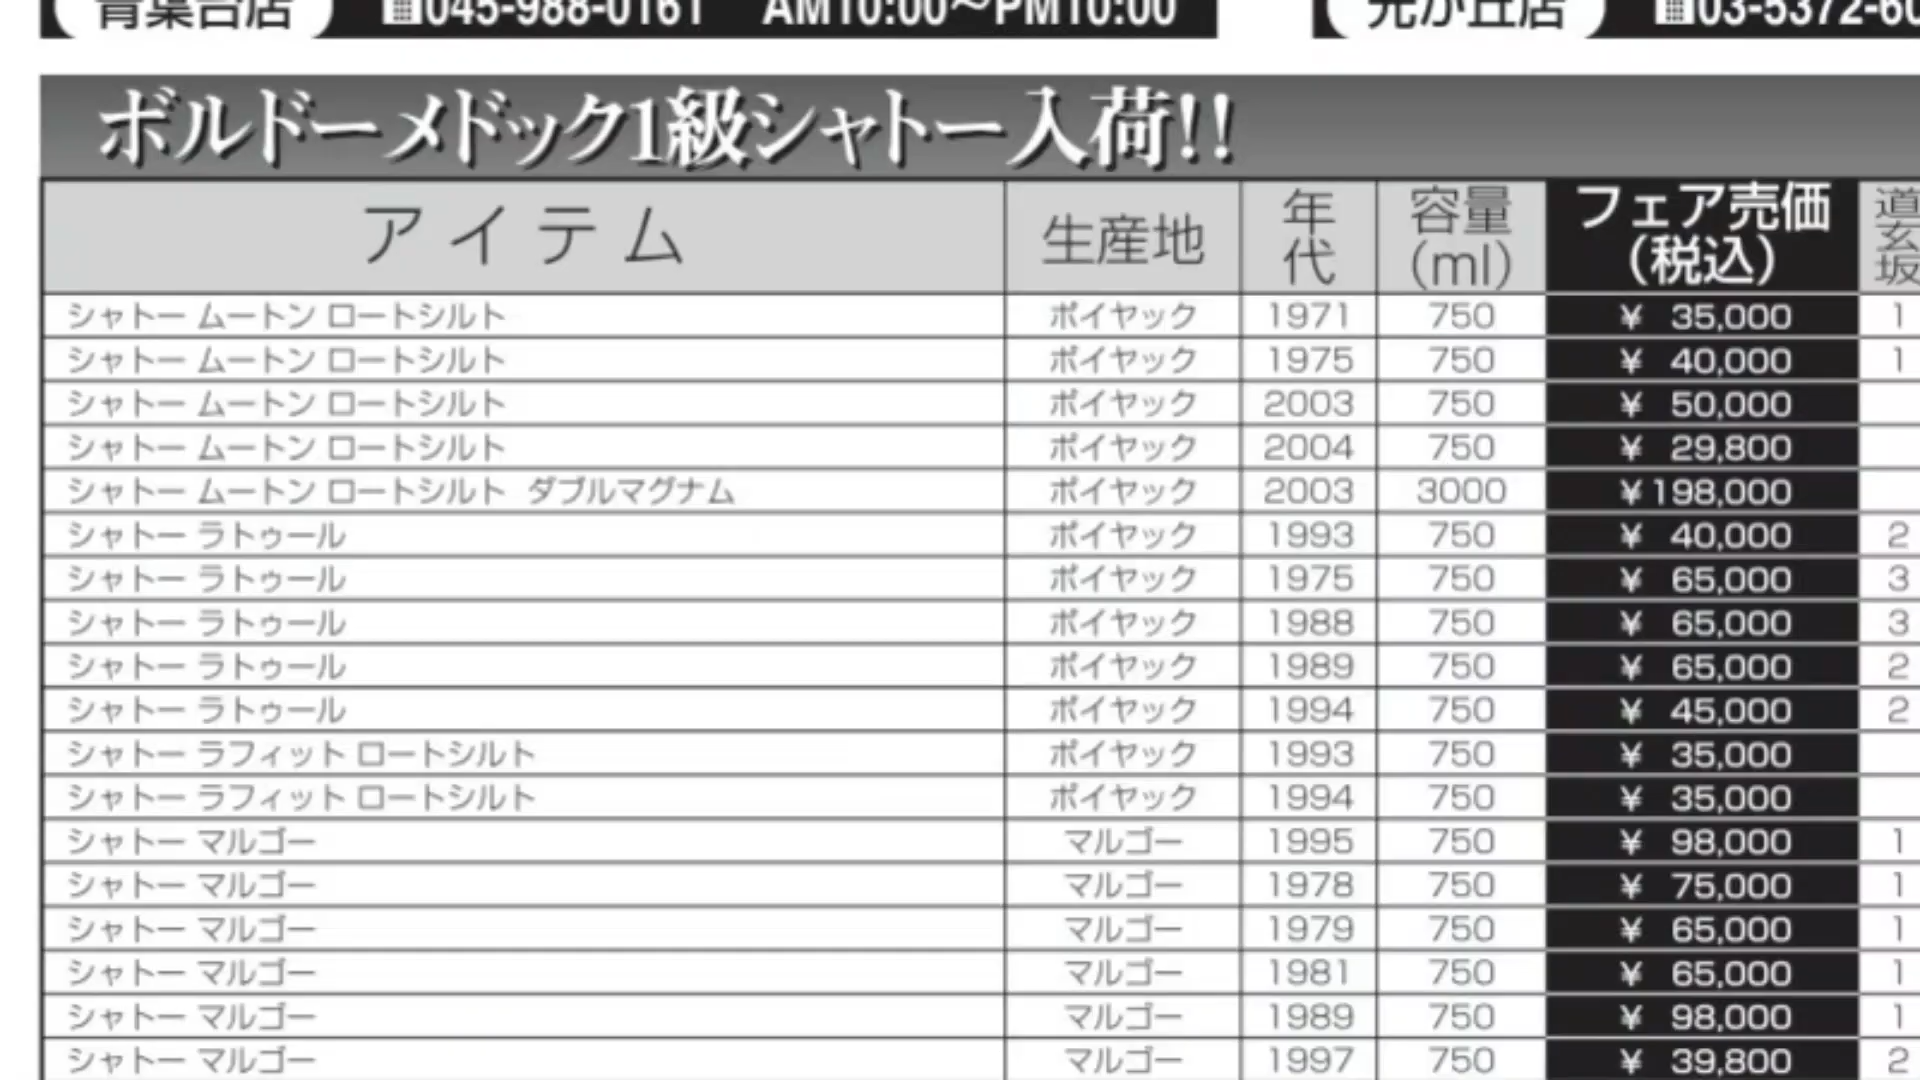 青葉台店 045-988-0161 AM10:00〜PM10:00 光が丘店 03-5372-60
ボルドーメドック1級シャトー入荷!!
アイテム 生産地 年代 容量(ml) フェア売価(税込) 道玄坂
シャトー ムートン ロートシルト ポイヤック 1971 750 ¥ 35,000 1
シャトー ムートン ロートシルト ポイヤック 1975 750 ¥ 40,000 1
シャトー ムートン ロートシルト ポイヤック 2003 750 ¥ 50,000
シャトー ムートン ロートシルト ポイヤック 2004 750 ¥ 29,800
シャトー ムートン ロートシルト ダブルマグナム ポイヤック 2003 3000 ¥198,000
シャトー ラトゥール ポイヤック 1993 750 ¥ 40,000 2
シャトー ラトゥール ポイヤック 1975 750 ¥ 65,000 3
シャトー ラトゥール ポイヤック 1988 750 ¥ 65,000 3
シャトー ラトゥール ポイヤック 1989 750 ¥ 65,000 2
シャトー ラトゥール ポイヤック 1994 750 ¥ 45,000 2
シャトー ラフィット ロートシルト ポイヤック 1993 750 ¥ 35,000
シャトー ラフィット ロートシルト ポイヤック 1994 750 ¥ 35,000
シャトー マルゴー マルゴー 1995 750 ¥ 98,000 1
シャトー マルゴー マルゴー 1978 750 ¥ 75,000 1
シャトー マルゴー マルゴー 1979 750 ¥ 65,000 1
シャトー マルゴー マルゴー 1981 750 ¥ 65,000 1
シャトー マルゴー マルゴー 1989 750 ¥ 98,000 1
シャトー マルゴー マルゴー 1997 750 ¥ 39,800 2